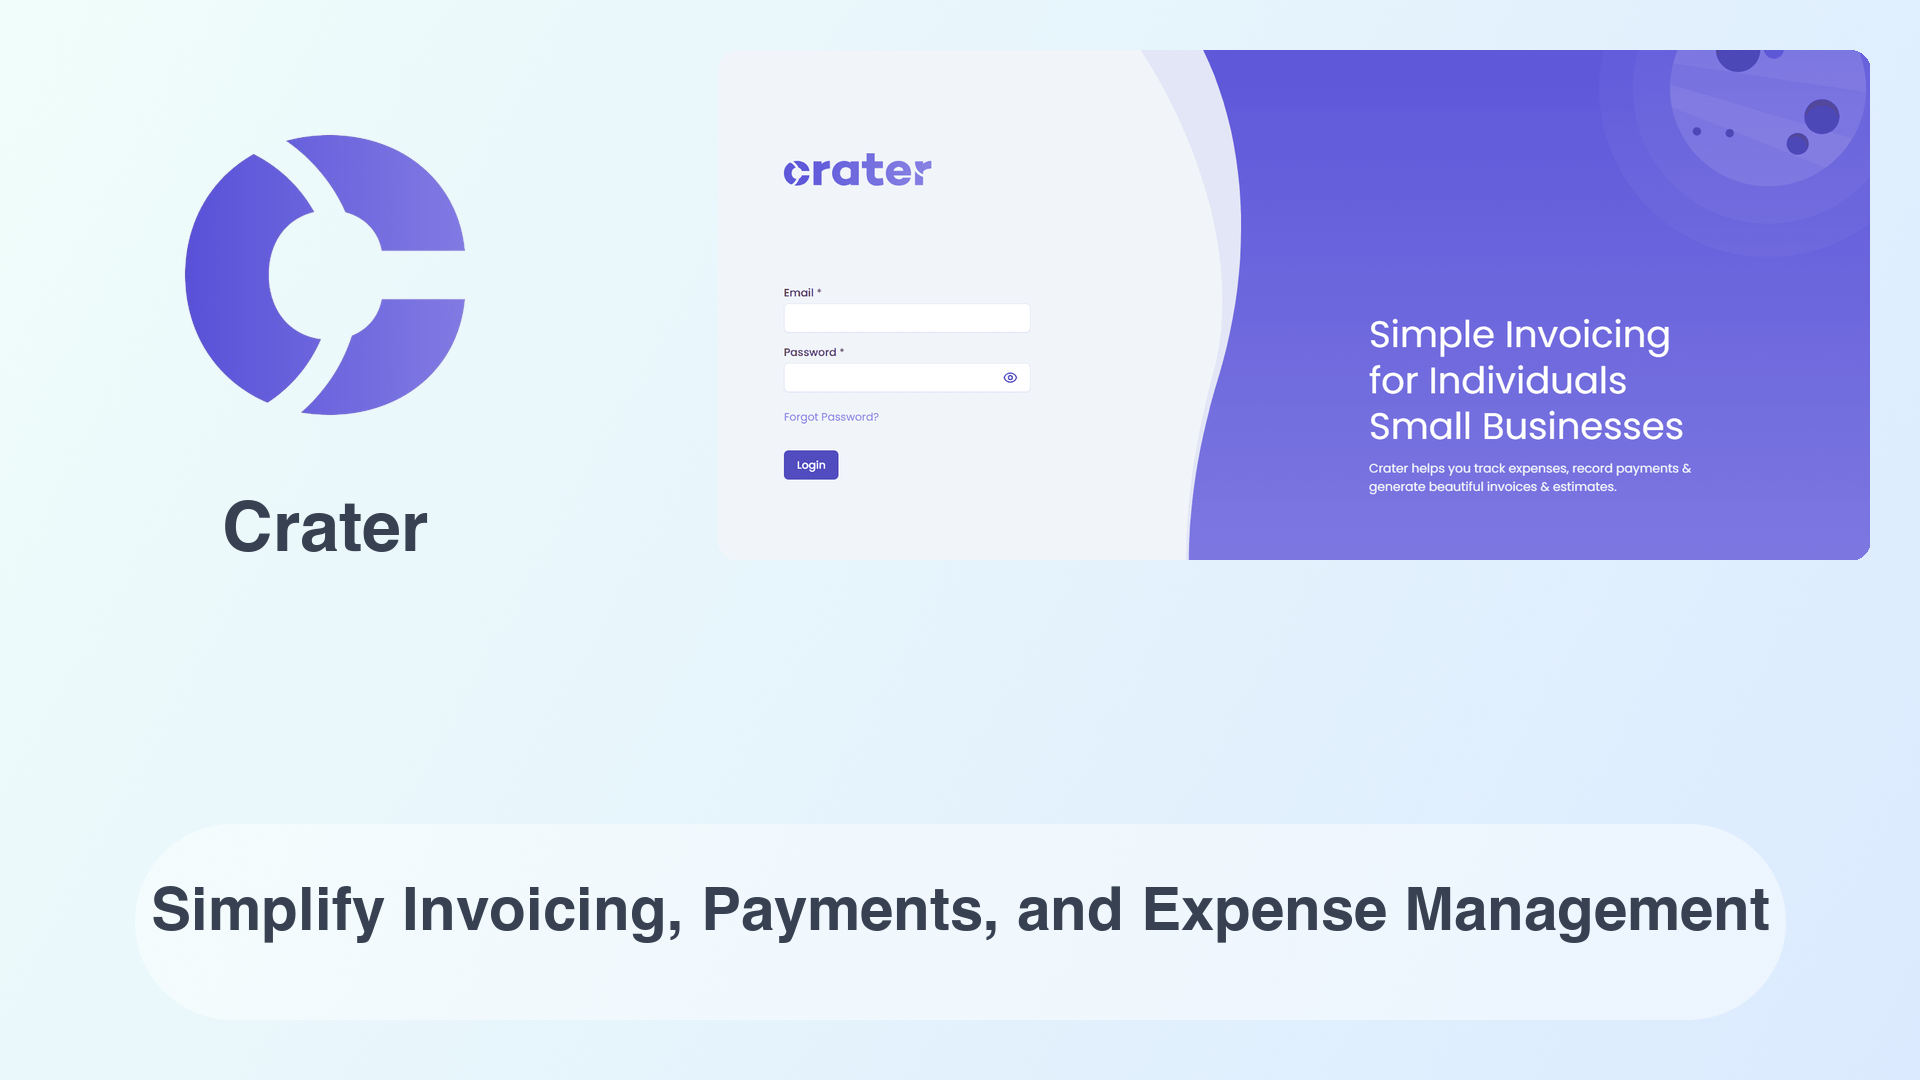 Crater
crater
Email *
Password *
Forgot Password?
Login
Simple Invoicing
for Individuals
Small Businesses
Crater helps you track expenses, record payments &
generate beautiful invoices & estimates.
Simplify Invoicing, Payments, and Expense Management